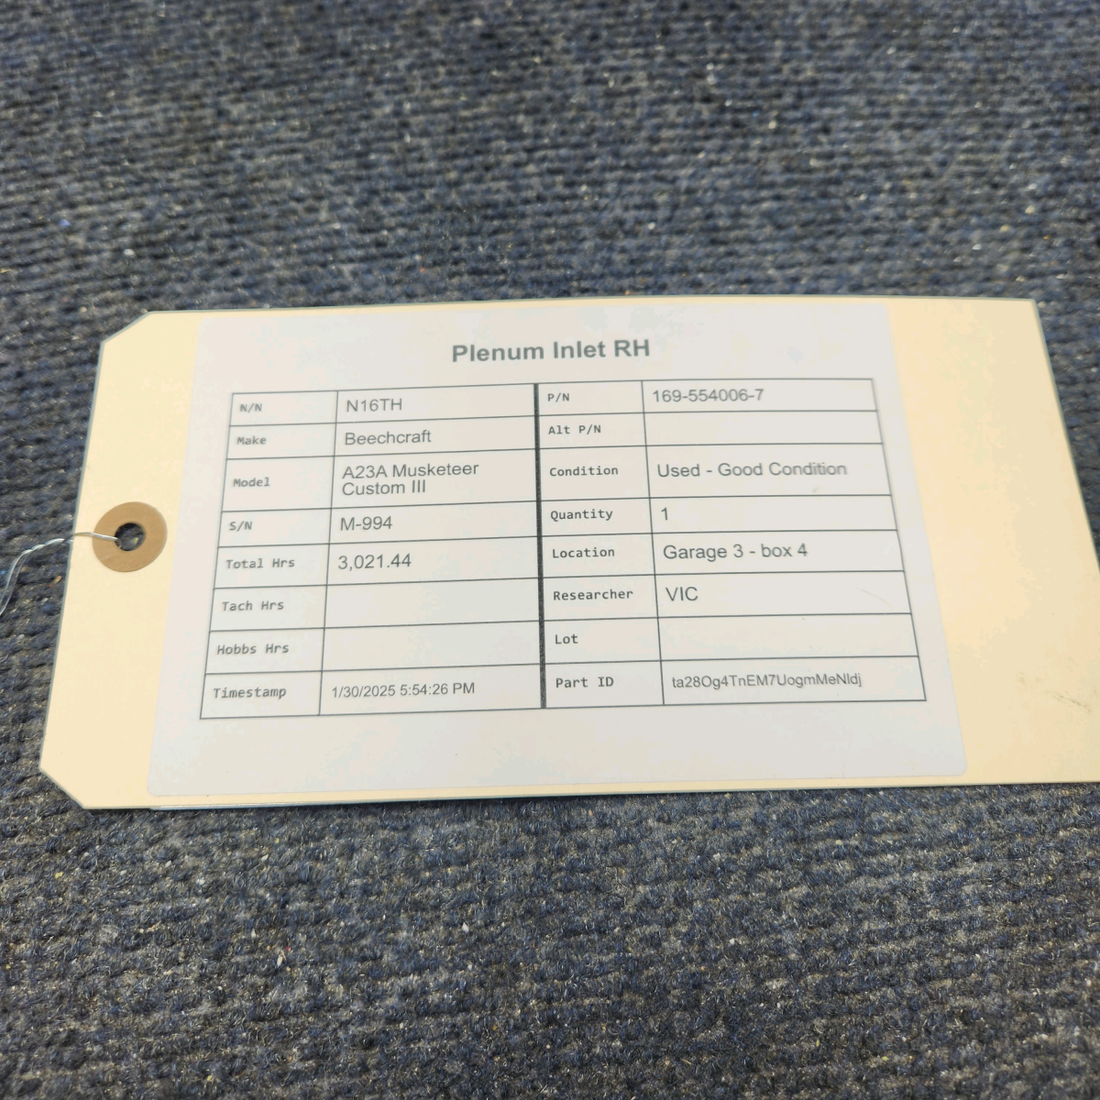 Plenum Inlet RH
N/N N16TH P/N 169-554006-7
Make Beechcraft Alt P/N
Model A23A Musketeer Custom III Condition Used - Good Condition
S/N M-994 Quantity 1
Total Hrs 3,021.44 Location Garage 3 - box 4
Tach Hrs Researcher VIC
Hobbs Hrs Lot
Timestamp 1/30/2025 5:54:26 PM Part ID ta28Og4TnEM7UogmMeNldj